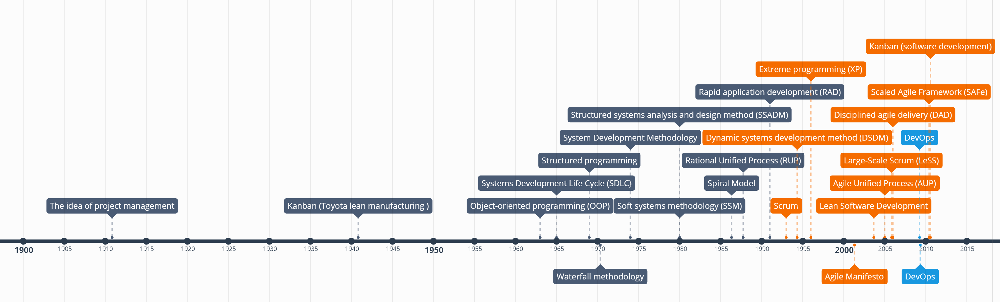 Kanban (software development)
Extreme programming (XP)
Rapid application development (RAD)
Scaled Agile Framework (SAFe)
Structured systems analysis and design method (SSADM)
Disciplined agile delivery (DAD)
System Development Methodology
Dynamic systems development method (DSDM)
DevOps
Structured programming
Rational Unified Process (RUP)
Large-Scale Scrum (LeSS)
Systems Development Life Cycle (SDLC)
Spiral Model
Agile Unified Process (AUP)
The idea of project management
Kanban (Toyota lean manufacturing )
Object-oriented programming (OOP)
Soft systems methodology (SSM)
Scrum
Lean Software Development
1900
1905
1910
1915
1920
1925
1930
1935
1940
1945
1950
1955
1960
1965
1970
1975
1980
1985
1990
1995
2000
2005
2010
2015
Waterfall methodology
Agile Manifesto
DevOps